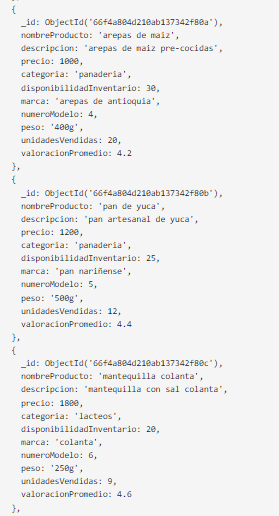 {
_id: ObjectId('66f4a804d210ab137342f80a'),
nombreProducto: 'arepas de maiz',
descripcion: 'arepas de maiz pre-cocidas',
precio: 1000,
categoria: 'panaderia',
disponibilidadInventario: 30,
marca: 'arepas de antioquia',
numeroModelo: 4,
peso: '400g',
unidadesVendidas: 20,
valoracionPromedio: 4.2
},
{
_id: ObjectId('66f4a804d210ab137342f80b'),
nombreProducto: 'pan de yuca',
descripcion: 'pan artesanal de yuca',
precio: 1200,
categoria: 'panaderia',
disponibilidadInventario: 25,
marca: 'pan nariñense',
numeroModelo: 5,
peso: '500g',
unidadesVendidas: 12,
valoracionPromedio: 4.4
},
{
_id: ObjectId('66f4a804d210ab137342f80c'),
nombreProducto: 'mantequilla colanta',
descripcion: 'mantequilla con sal colanta',
precio: 1800,
categoria: 'lacteos',
disponibilidadInventario: 20,
marca: 'colanta',
numeroModelo: 6,
peso: '250g',
unidadesVendidas: 9,
valoracionPromedio: 4.6
},